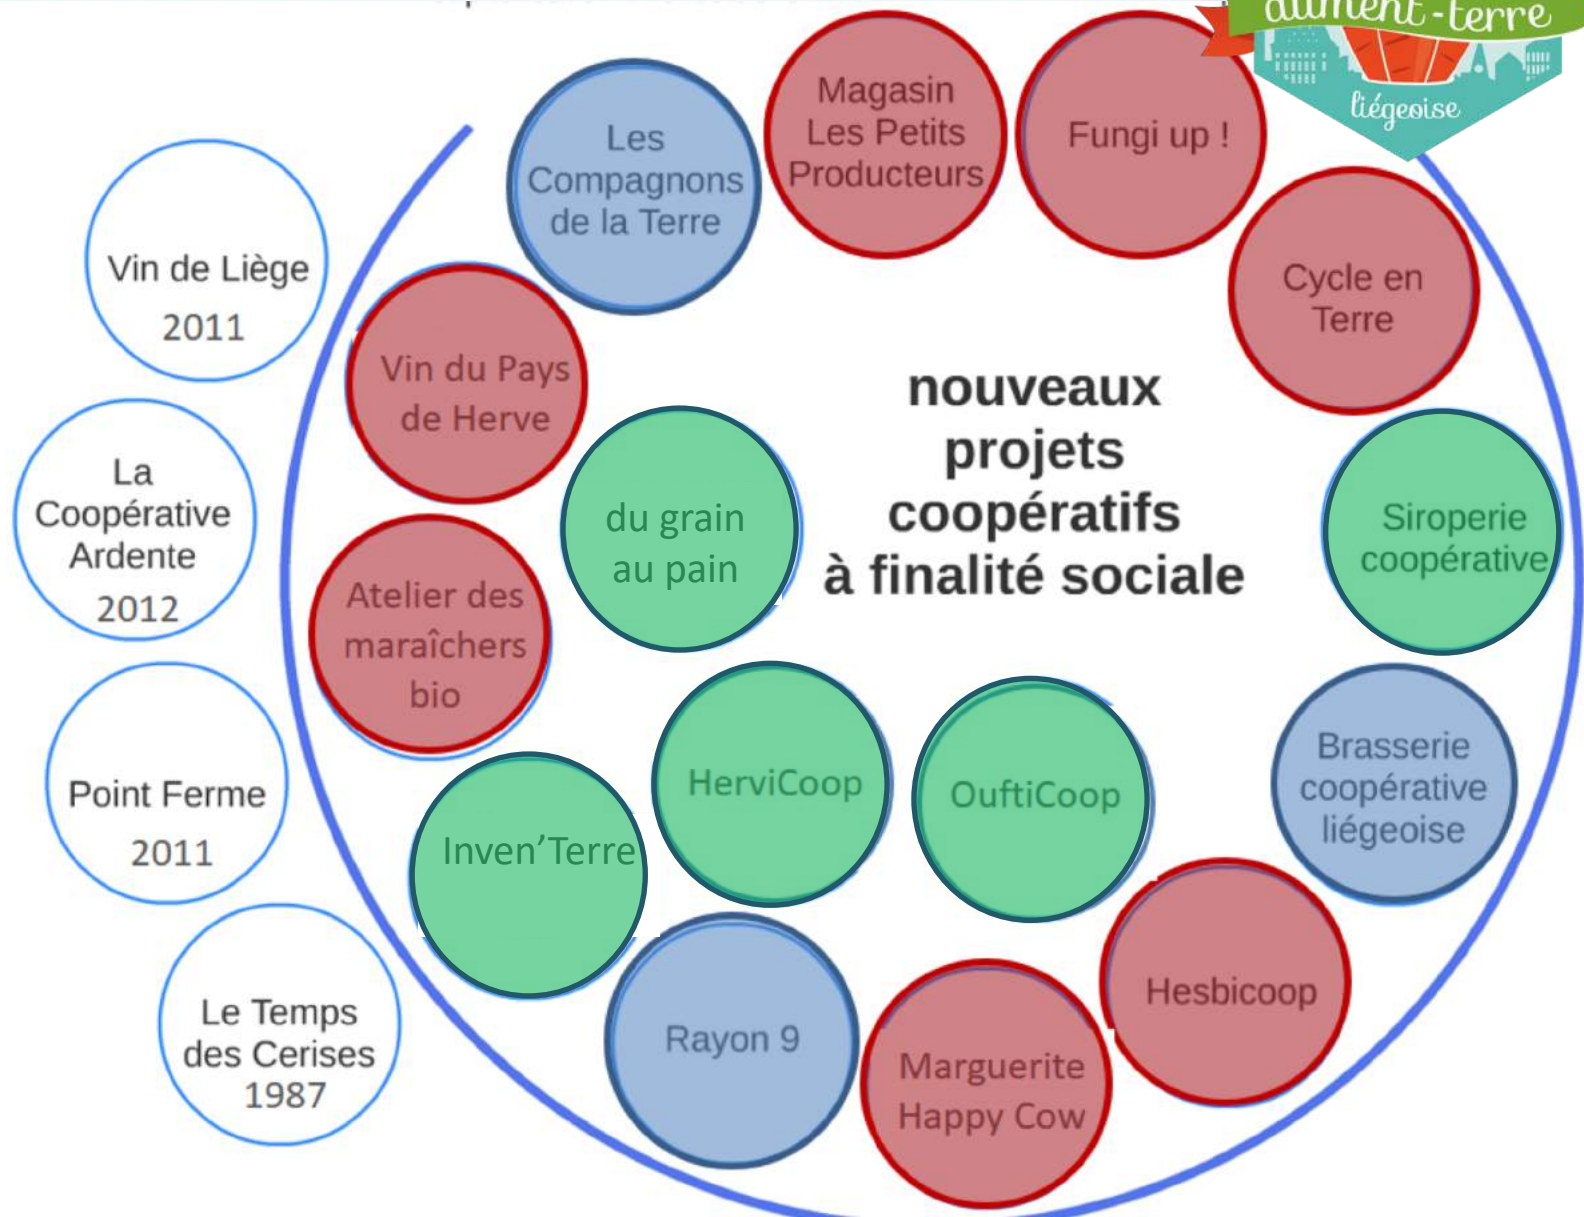 aliment-terre
liégeoise
Les
Compagnons
de la Terre
Magasin
Les Petits
Producteurs
Fungi up !
Cycle en
Terre
Vin de Liège
2011
Vin du Pays
de Herve
nouveaux
projets
coopératifs
à finalité sociale
La
Coopérative
Ardente
2012
du grain
au pain
Siroperie
coopérative
Atelier des
maraîchers
bio
Point Ferme
2011
HerviCoop
OuftiCoop
Brasserie
coopérative
liégeoise
Inven’Terre
Le Temps
des Cerises
1987
Rayon 9
Marguerite
Happy Cow
Hesbicoop